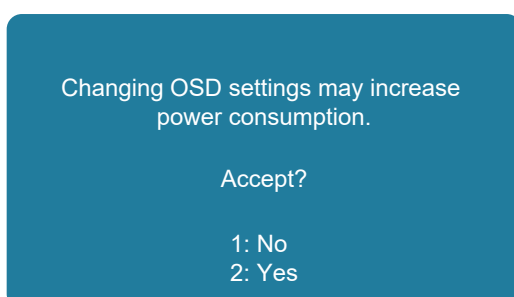 Changing OSD settings may increase
power consumption.
Accept?
1: No
2: Yes